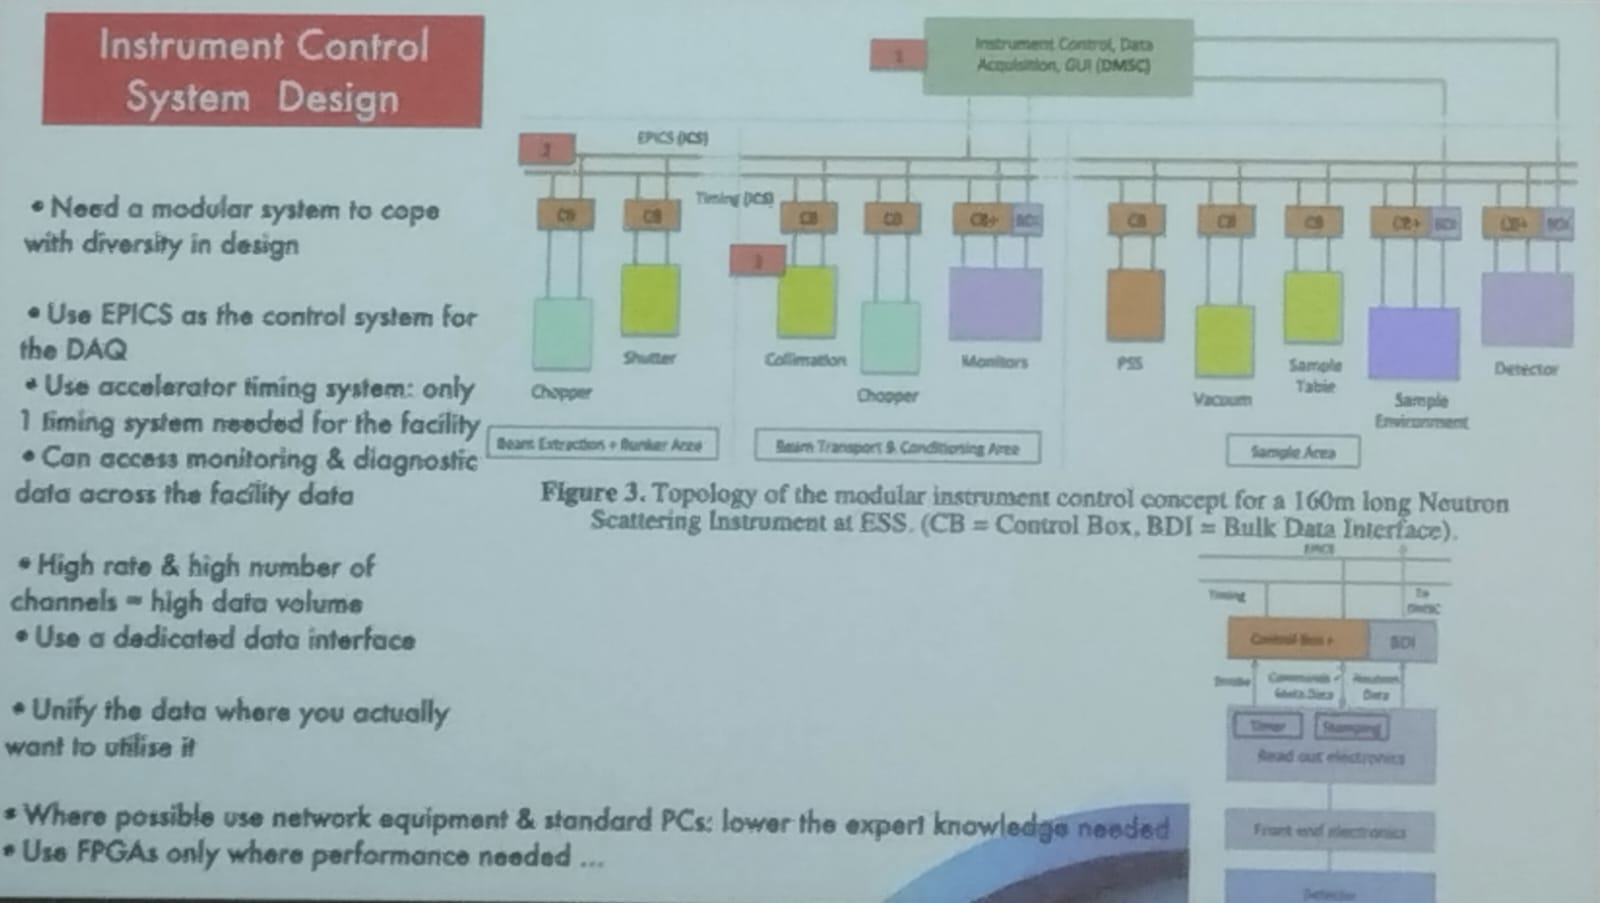 Instrument Control
System Design
• Need a modular system to cope
with diversity in design
• Use EPICS as the control system for
the DAQ
• Use accelerator timing system: only
1 timing system needed for the facility
• Can access monitoring & diagnostic
data across the facility data
• High rate & high number of
channels = high data volume
• Use a dedicated data interface
• Unify the data where you actually
want to utilise it
• Where possible use network equipment & standard PCs: lower the expert knowledge needed
• Use FPGAs only where performance needed ...
1
Instrument Control, Data
Acquisition, GUI (DMSC)
2
EPICS (ICS)
Timing (ICS)
CB
CB
CB
CB
CB+
BDI
CB
CB
CB
CB+
BDI
CB+
BDI
3
Chopper
Shutter
Collimation
Chopper
Monitors
PSS
Vacuum
Sample
Table
Sample
Environment
Detector
Beam Extraction + Bunker Area
Beam Transport & Conditioning Area
Sample Area
Figure 3. Topology of the modular instrument control concept for a 160m long Neutron
Scattering Instrument at ESS. (CB = Control Box, BDI = Bulk Data Interface).
EPICS
Timing
To
DMSC
Control Box +
BDI
Commands
Neutron
Data
Timer
Stamping
Read out electronics
Front end electronics
Detector